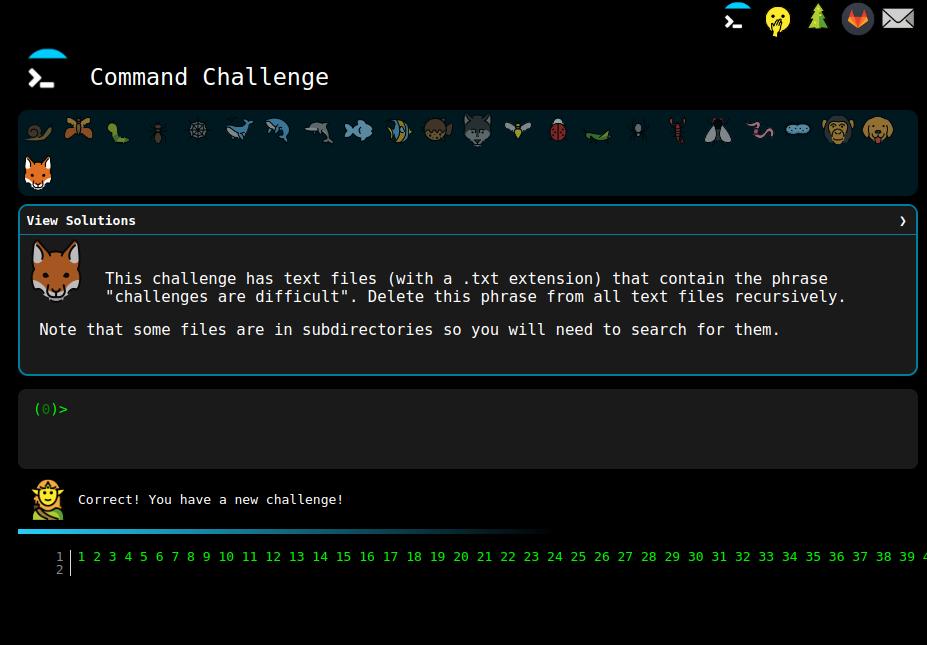 Command Challenge
View Solutions
This challenge has text files (with a .txt extension) that contain the phrase
"challenges are difficult". Delete this phrase from all text files recursively.
Note that some files are in subdirectories so you will need to search for them.
(0)>
Correct! You have a new challenge!
1 1 2 3 4 5 6 7 8 9 10 11 12 13 14 15 16 17 18 19 20 21 22 23 24 25 26 27 28 29 30 31 32 33 34 35 36 37 38 39
2